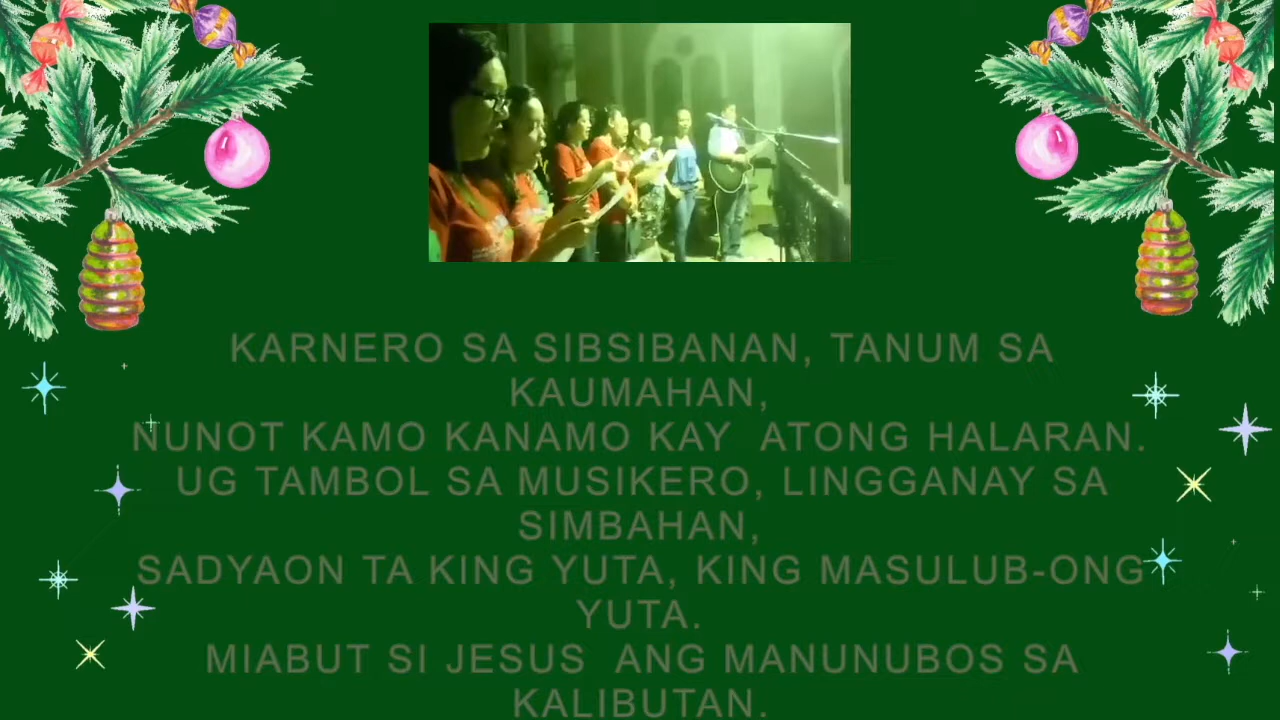 KARNERO SA SIBSIBANAN, TANUM SA
KAUMAHAN,
NUNOT KAMO KANAMO KAY ATONG HALARAN.
UG TAMBOL SA MUSIKERO, LINGGANAY SA
SIMBAHAN,
SADYAON TA KING YUTA, KING MASULUB-ONG
YUTA.
MIABUT SI JESUS ANG MANUNUBOS SA
KALIBUTAN.